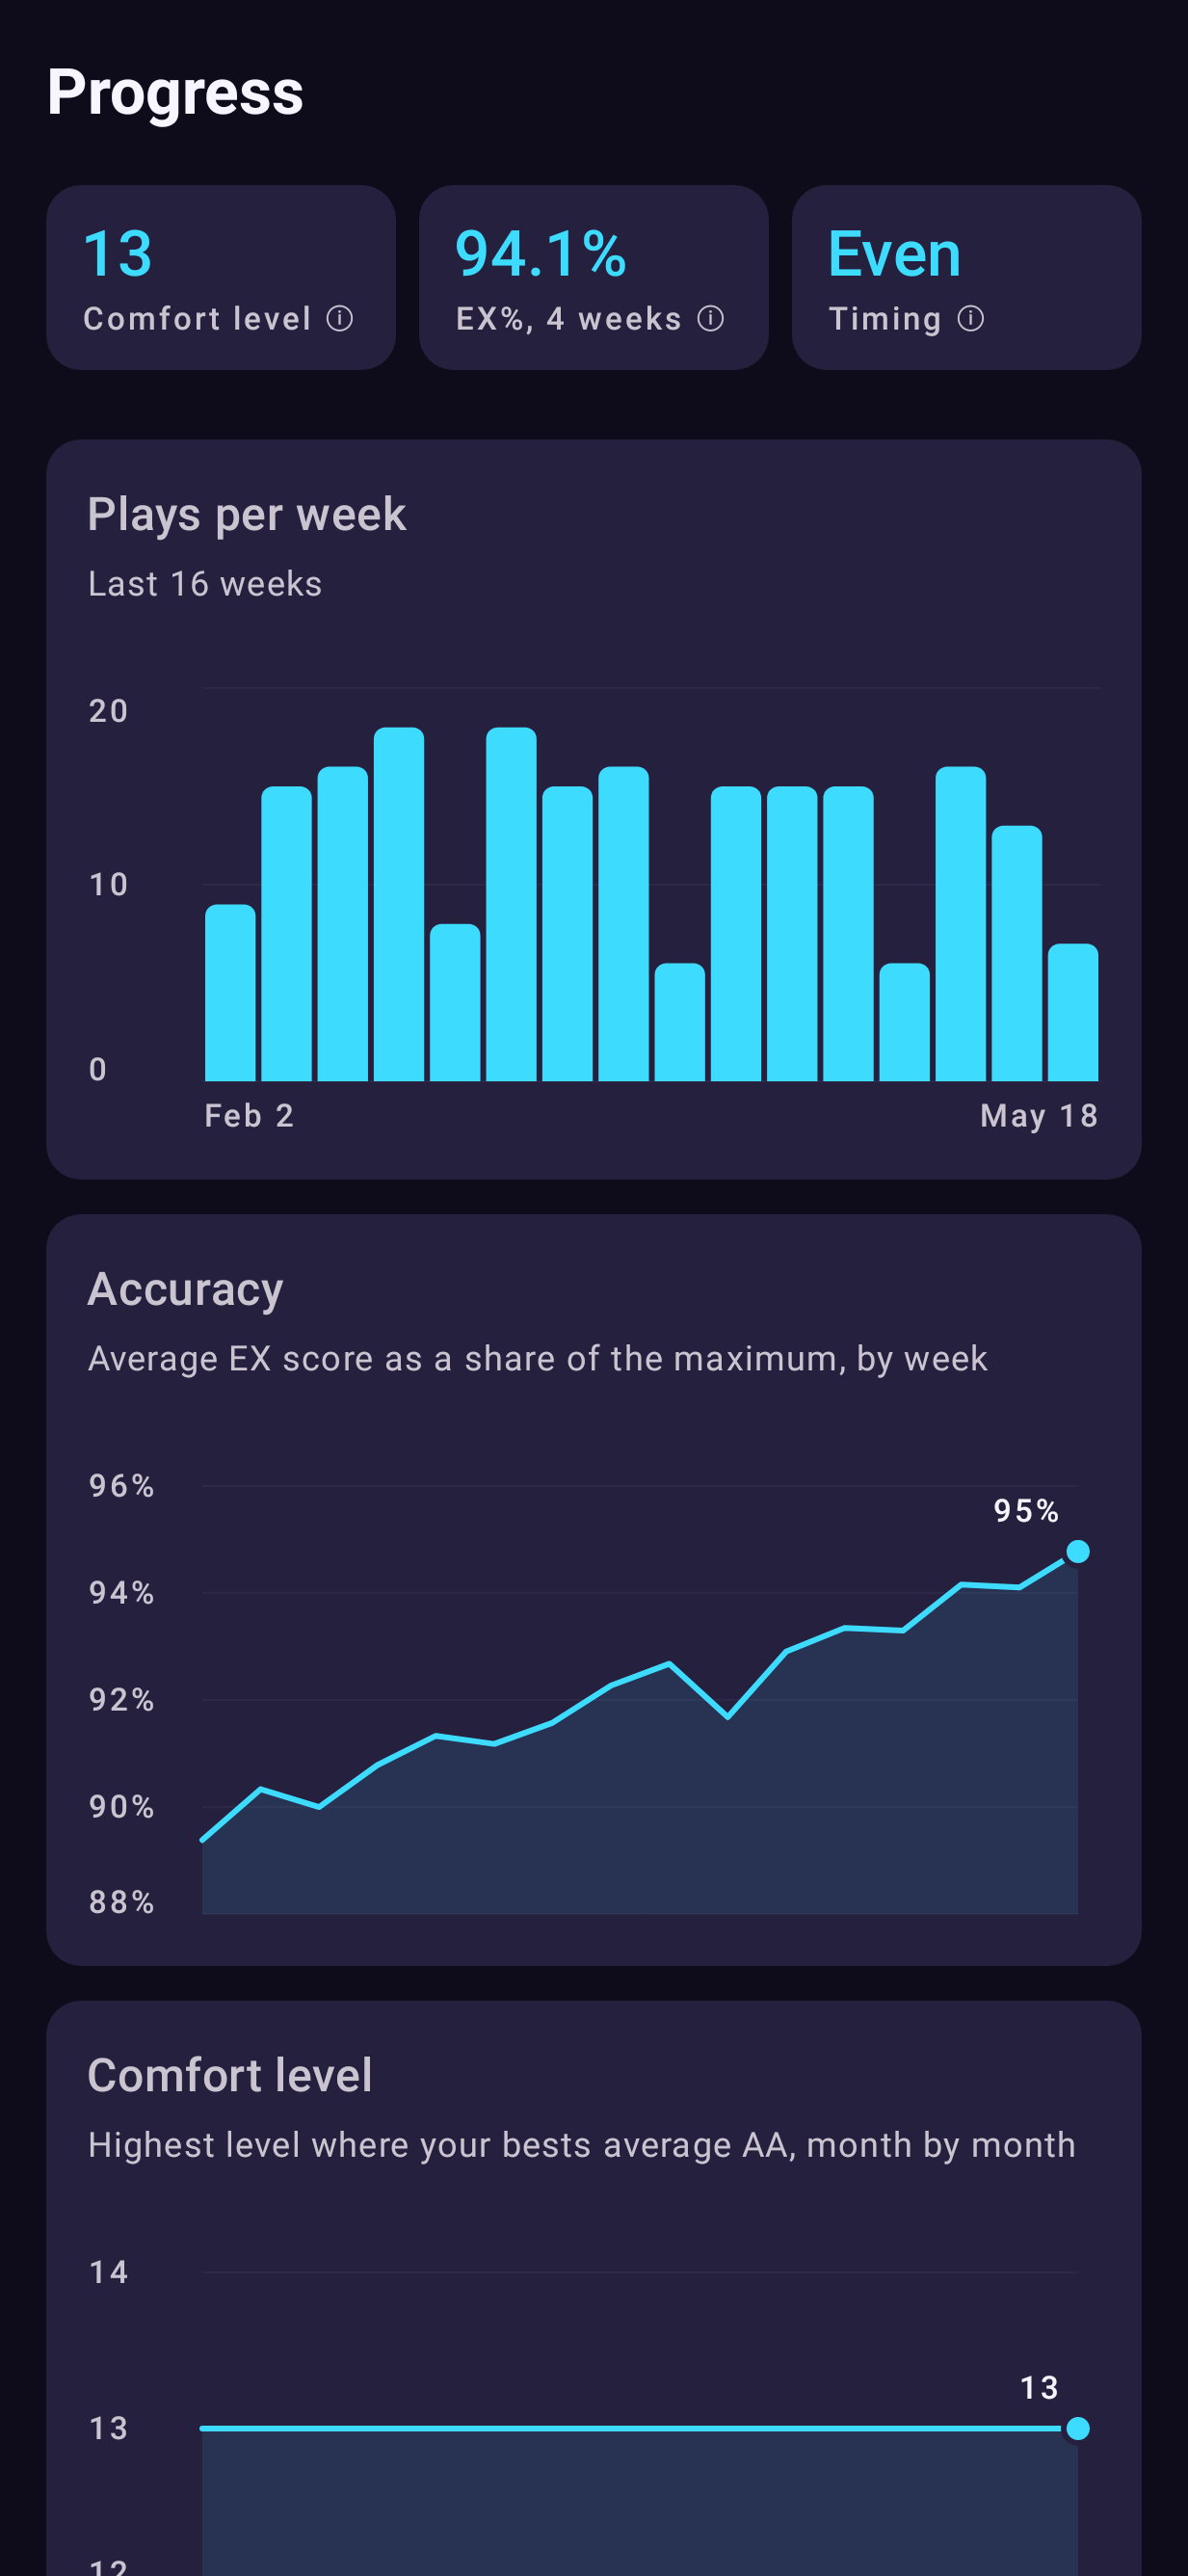 Progress
13
Comfort level
94.1%
EX%, 4 weeks
Even
Timing
Plays per week
Last 16 weeks
20
10
0
Feb 2
May 18
Accuracy
Average EX score as a share of the maximum, by week
96%
95%
94%
92%
90%
88%
Comfort level
Highest level where your bests average AA, month by month
14
13
13
12